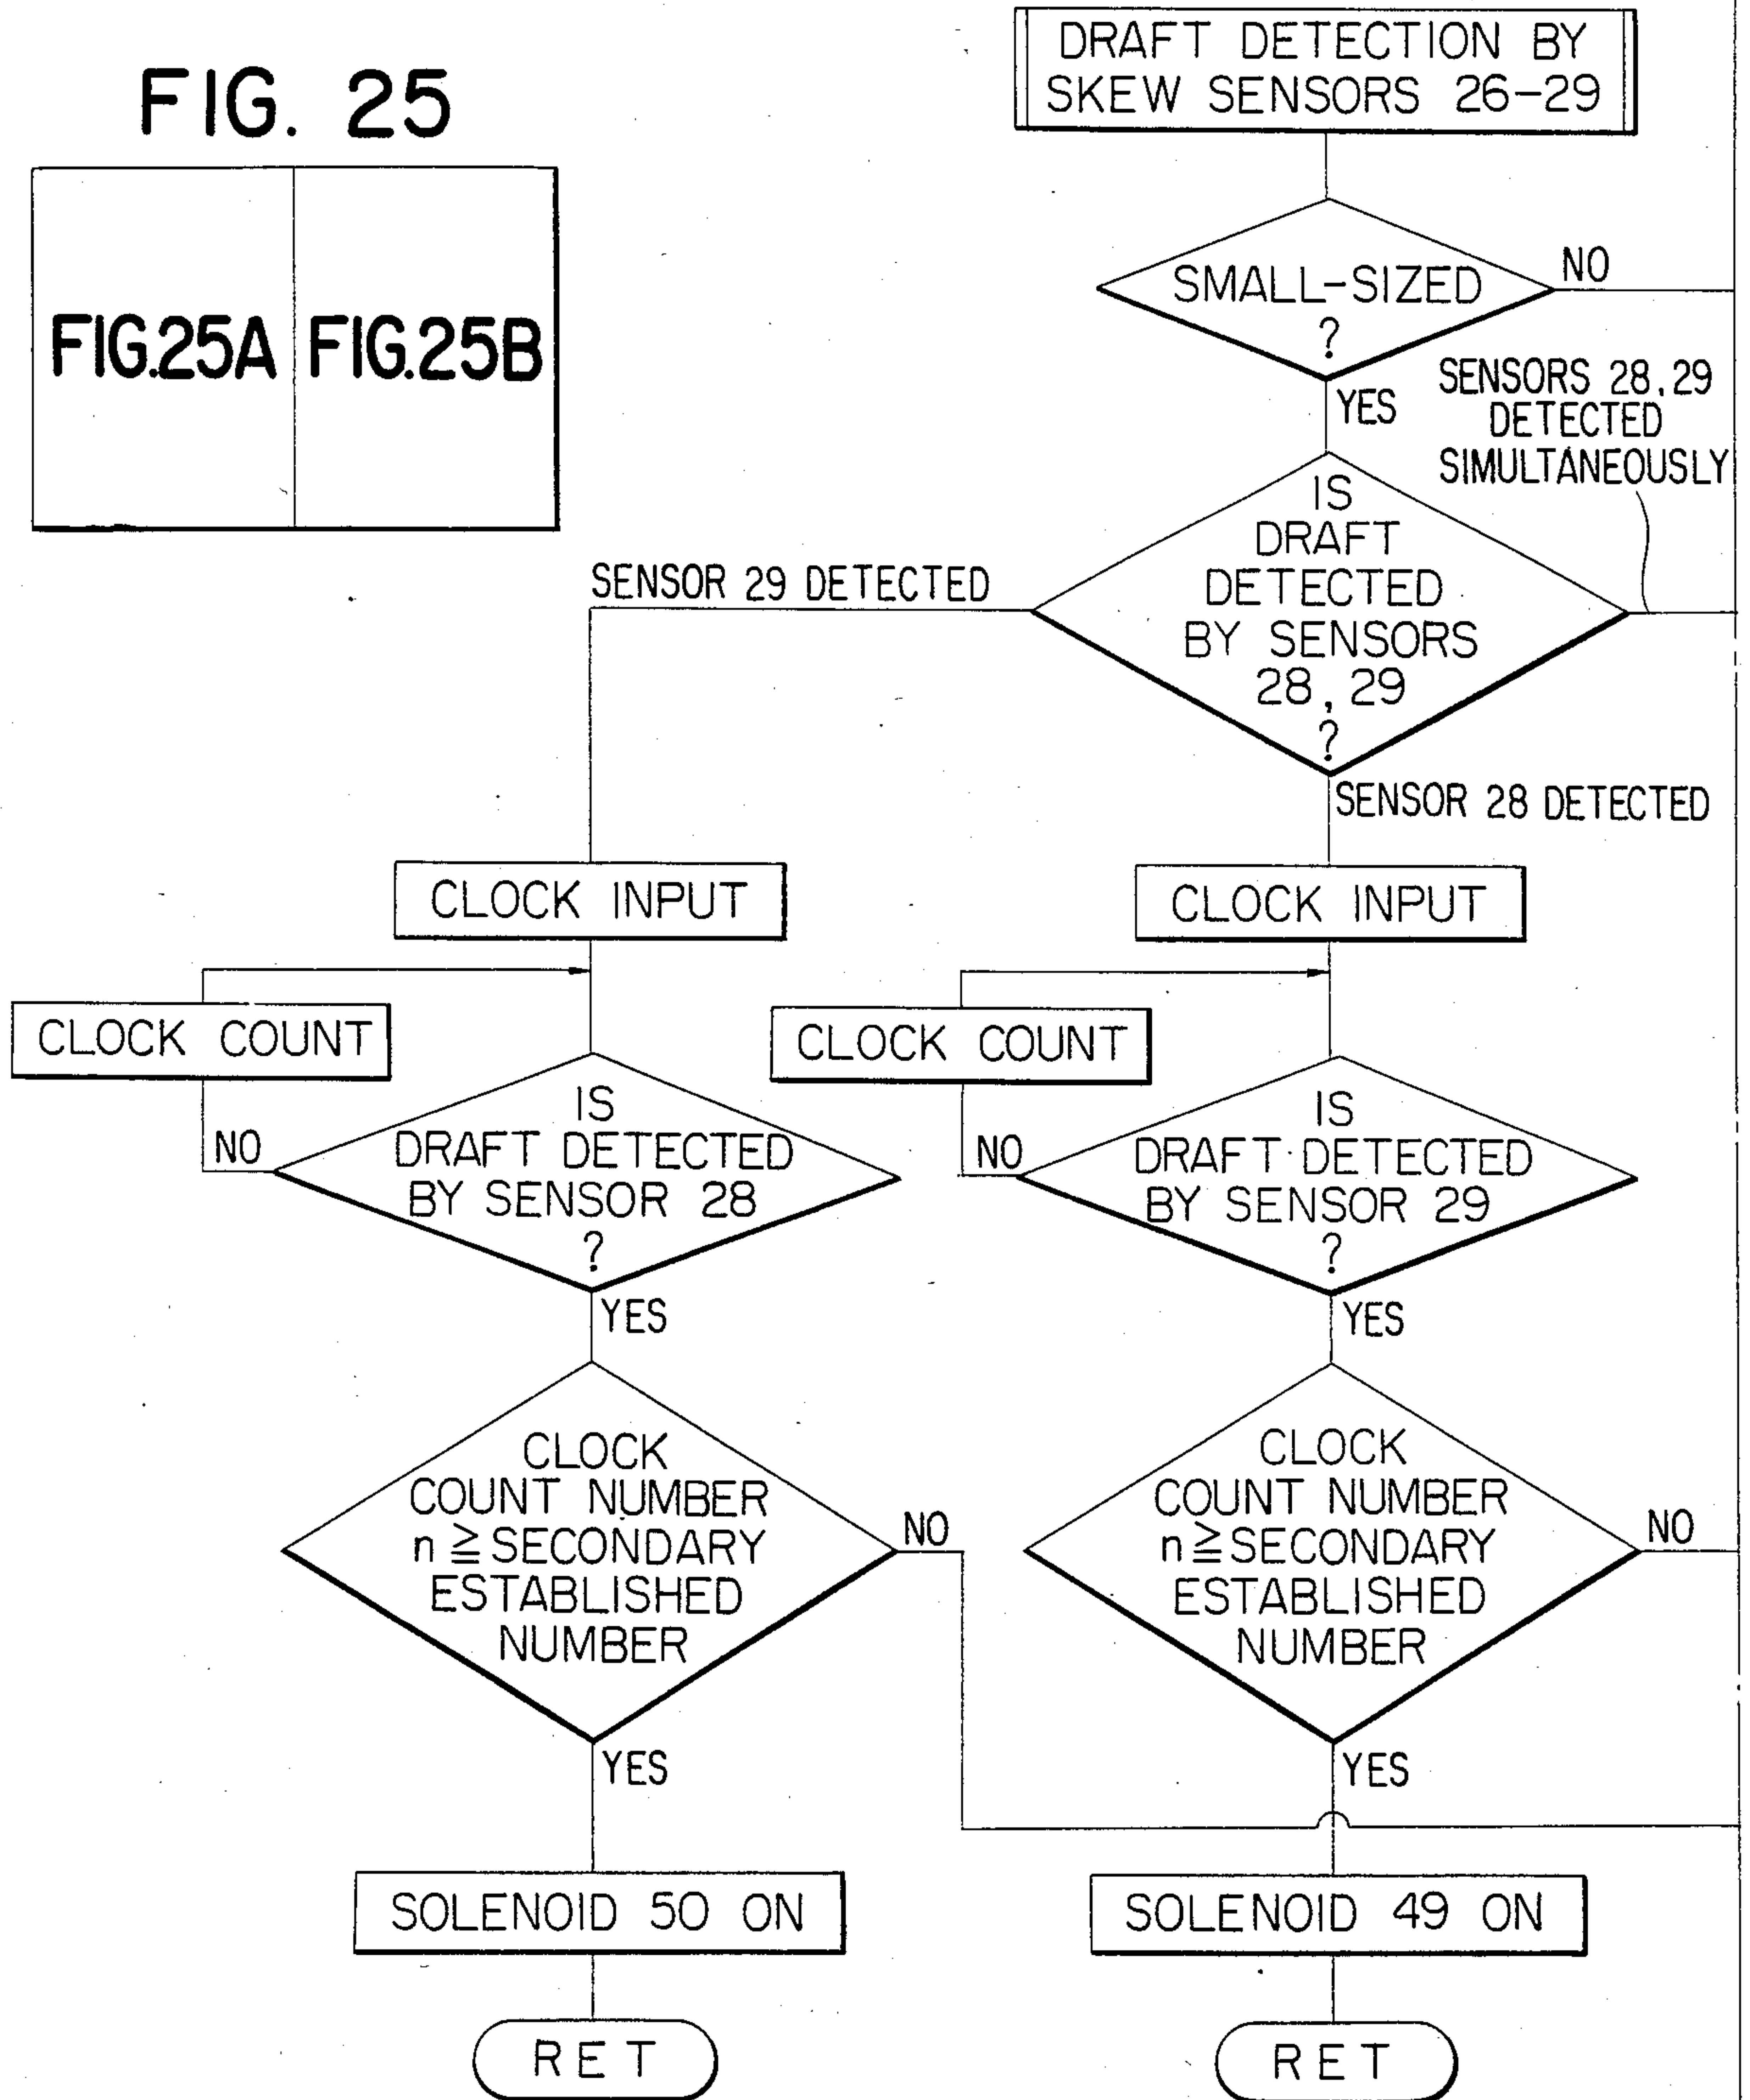 FIG. 25
FIG.25A
FIG.25B
DRAFT DETECTION BY
SKEW SENSORS 26-29
SMALL-SIZED
?
NO
YES
SENSORS 28,29
DETECTED
SIMULTANEOUSLY
IS
DRAFT
DETECTED
BY SENSORS
28, 29
?
SENSOR 29 DETECTED
SENSOR 28 DETECTED
CLOCK INPUT
CLOCK INPUT
CLOCK COUNT
CLOCK COUNT
IS
DRAFT DETECTED
BY SENSOR 28
?
NO
YES
IS
DRAFT DETECTED
BY SENSOR 29
?
NO
YES
CLOCK
COUNT NUMBER
n ≧ SECONDARY
ESTABLISHED
NUMBER
NO
YES
CLOCK
COUNT NUMBER
n ≧ SECONDARY
ESTABLISHED
NUMBER
NO
YES
SOLENOID 50 ON
SOLENOID 49 ON
RET
RET